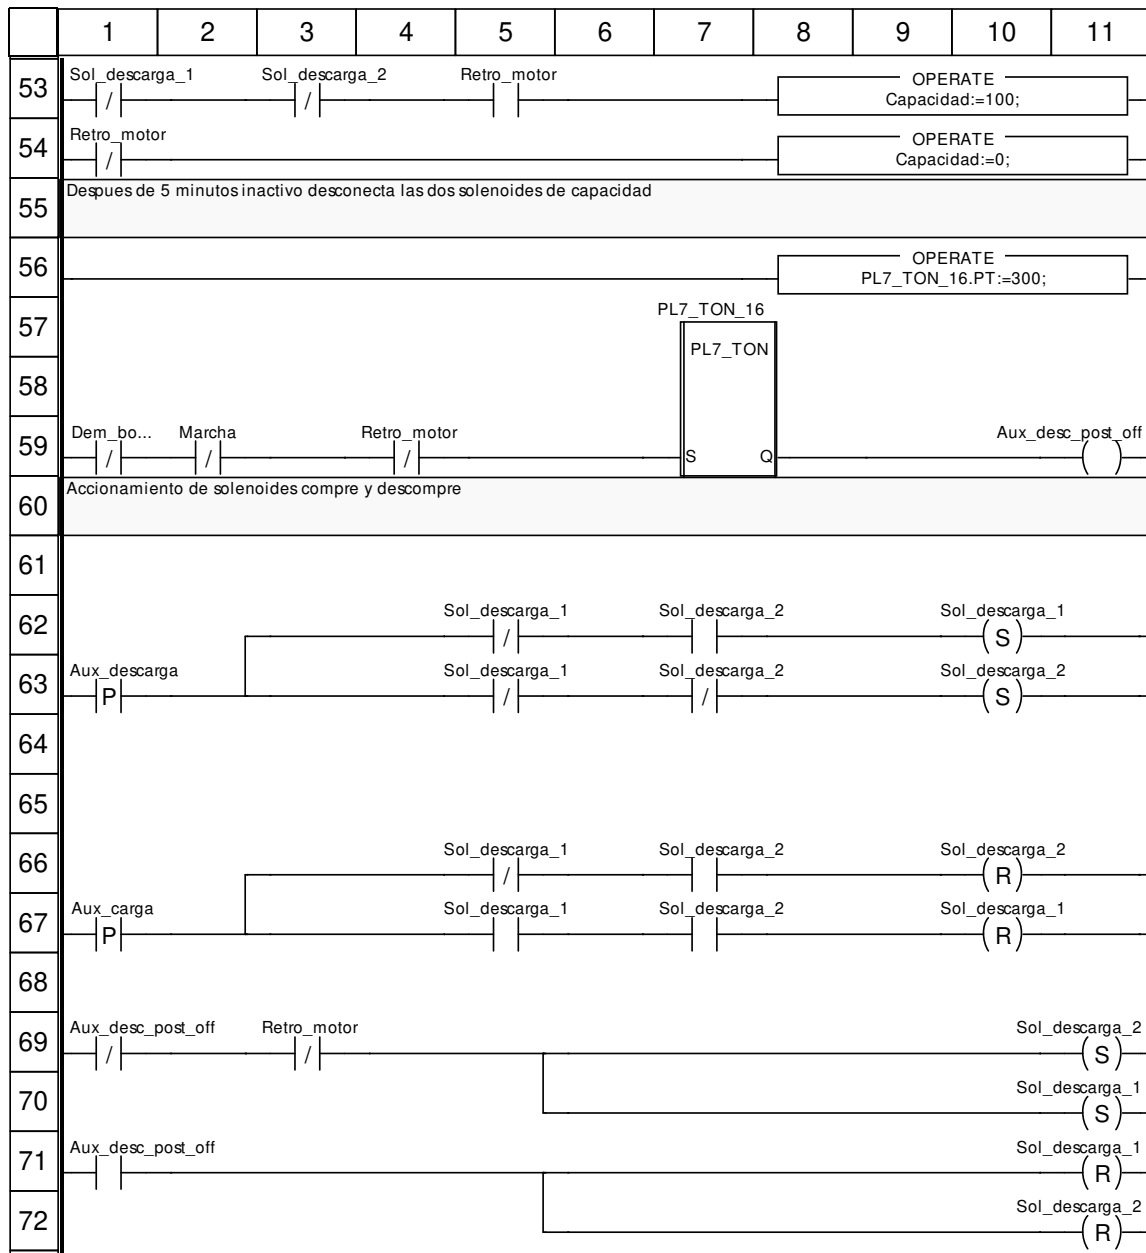 1 2 3 4 5 6 7 8 9 10 11
53 Sol_descarga_1 Sol_descarga_2 Retro_motor OPERATE
/ / Capacidad:=100;
54 Retro_motor OPERATE
/ Capacidad:=0;
55 Despues de 5 minutos inactivo desconecta las dos solenoides de capacidad
56 OPERATE
PL7_TON_16.PT:=300;
57 PL7_TON_16
PL7_TON
58
59 Dem_bo... Marcha Retro_motor Aux_desc_post_off
/ / / S Q
60 Accionamiento de solenoides compre y descompre
61
62 Sol_descarga_1 Sol_descarga_2 Sol_descarga_1
/ S
63 Aux_descarga Sol_descarga_1 Sol_descarga_2 Sol_descarga_2
P / / S
64
65
66 Sol_descarga_1 Sol_descarga_2 Sol_descarga_2
/ R
67 Aux_carga Sol_descarga_1 Sol_descarga_2 Sol_descarga_1
P R
68
69 Aux_desc_post_off Retro_motor Sol_descarga_2
/ / S
70 Sol_descarga_1
S
71 Aux_desc_post_off Sol_descarga_1
R
72 Sol_descarga_2
R